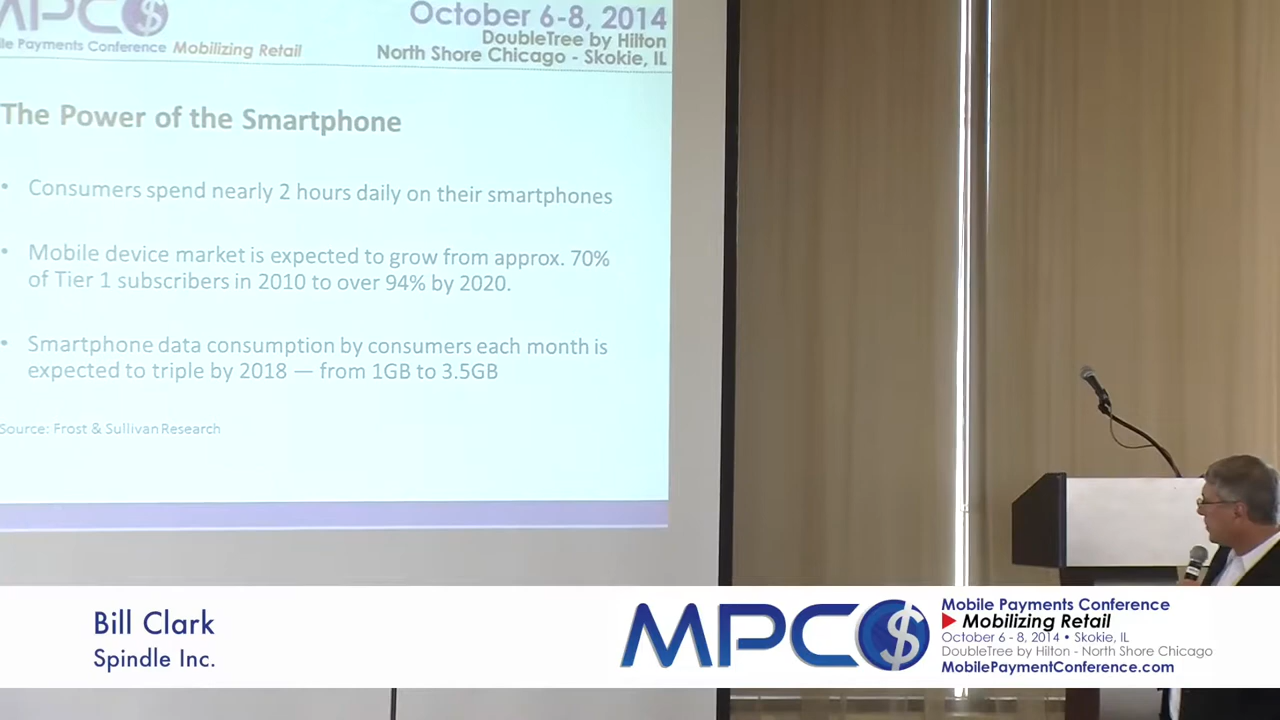 MPC$
le Payments Conference Mobilizing Retail
October 6-8, 2014
DoubleTree by Hilton
North Shore Chicago - Skokie, IL
The Power of the Smartphone
• Consumers spend nearly 2 hours daily on their smartphones
• Mobile device market is expected to grow from approx. 70%
of Tier 1 subscribers in 2010 to over 94% by 2020.
• Smartphone data consumption by consumers each month is
expected to triple by 2018 — from 1GB to 3.5GB
Source: Frost & Sullivan Research
Bill Clark
Spindle Inc.
MPC$
Mobile Payments Conference
Mobilizing Retail
October 6 - 8, 2014 • Skokie, IL
DoubleTree by Hilton - North Shore Chicago
MobilePaymentConference.com